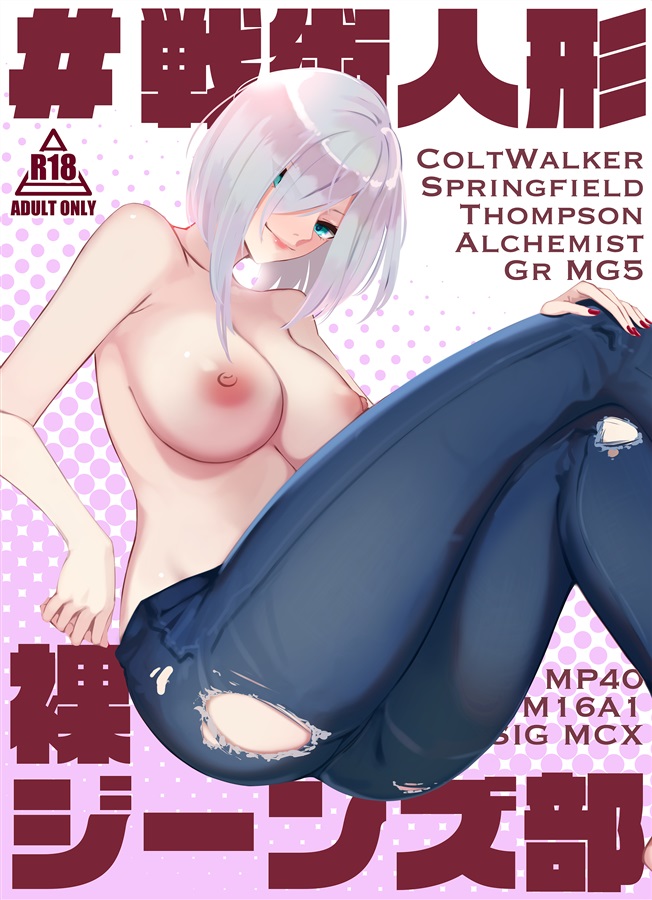 #戦術人形
R18
ADULT ONLY
COLTWALKER
SPRINGFIELD
THOMPSON
ALCHEMIST
GR MG5
MP40
M16A1
SIG MCX
裸
ジーンズ部